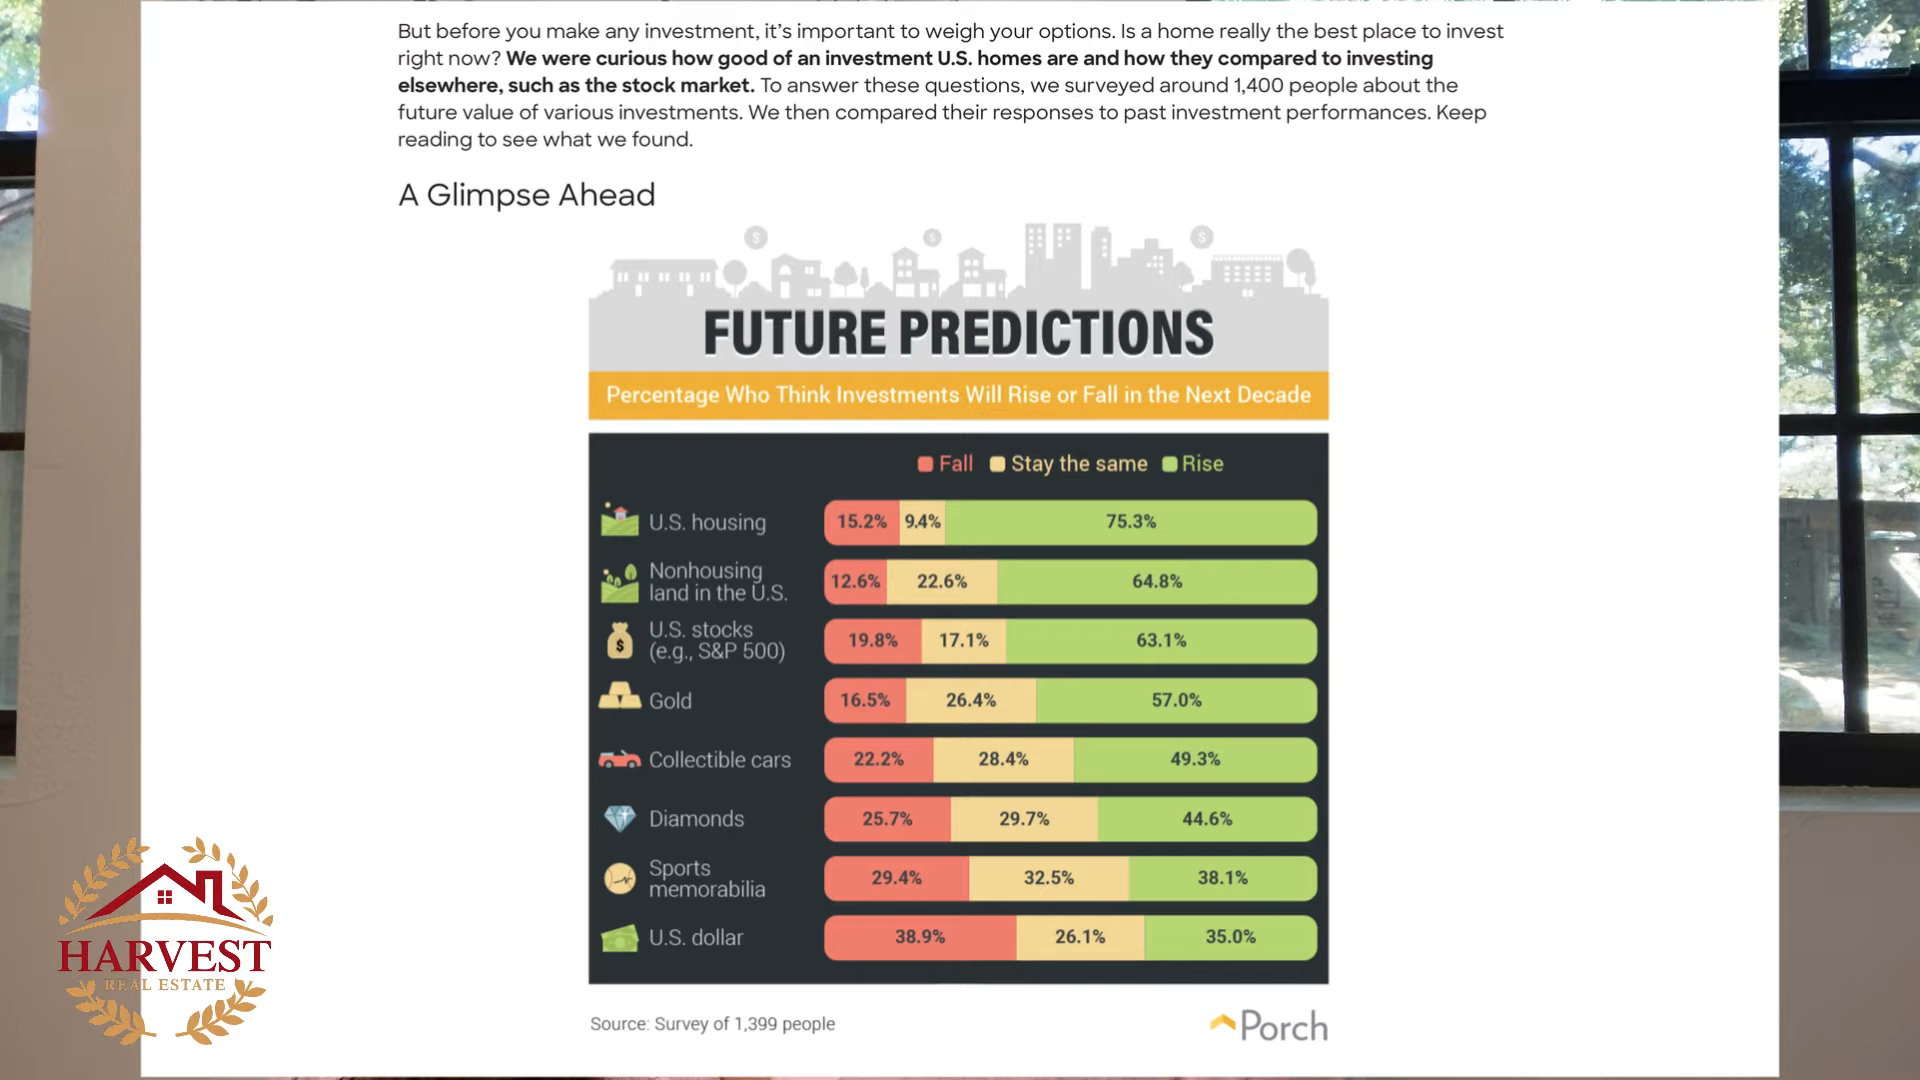 But before you make any investment, it's important to weigh your options. Is a home really the best place to invest
right now? We were curious how good of an investment U.S. homes are and how they compared to investing
elsewhere, such as the stock market. To answer these questions, we surveyed around 1,400 people about the
future value of various investments. We then compared their responses to past investment performances. Keep
reading to see what we found.
A Glimpse Ahead
$ $ $
FUTURE PREDICTIONS
Percentage Who Think Investments Will Rise or Fall in the Next Decade
Fall Stay the same Rise
U.S. housing 15.2% 9.4% 75.3%
Nonhousing
land in the U.S. 12.6% 22.6% 64.8%
$
U.S. stocks
(e.g., S&P 500) 19.8% 17.1% 63.1%
Gold 16.5% 26.4% 57.0%
Collectible cars 22.2% 28.4% 49.3%
Diamonds 25.7% 29.7% 44.6%
Sports
memorabilia 29.4% 32.5% 38.1%
U.S. dollar 38.9% 26.1% 35.0%
Source: Survey of 1,399 people
Porch
HARVEST
REAL ESTATE